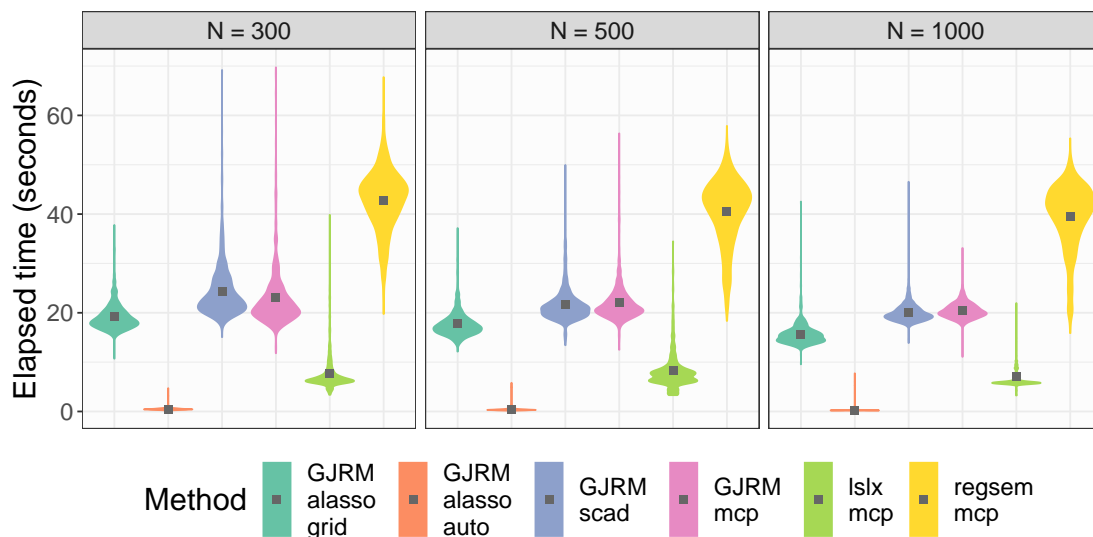 N = 300
N = 500
N = 1000
Elapsed time (seconds)
60
40
20
0
Method
GJRM
alasso
grid
GJRM
alasso
auto
GJRM
scad
GJRM
mcp
lslx
mcp
regsem
mcp